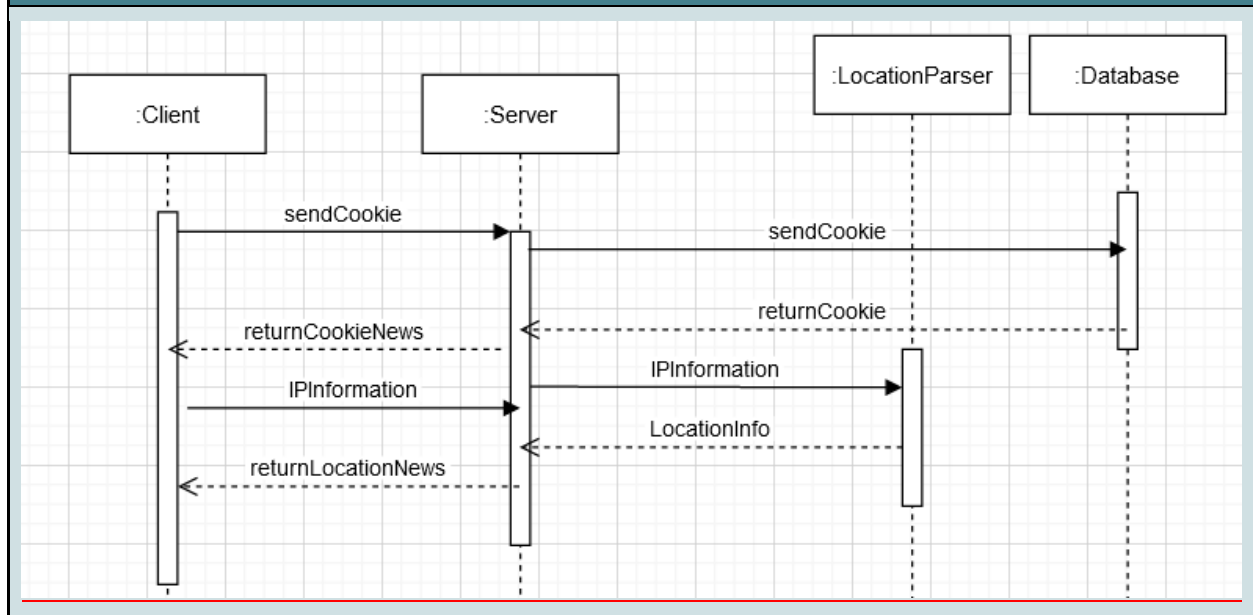 :Client
:Server
:LocationParser
:Database
sendCookie
sendCookie
returnCookie
returnCookieNews
IPInformation
IPInformation
LocationInfo
returnLocationNews